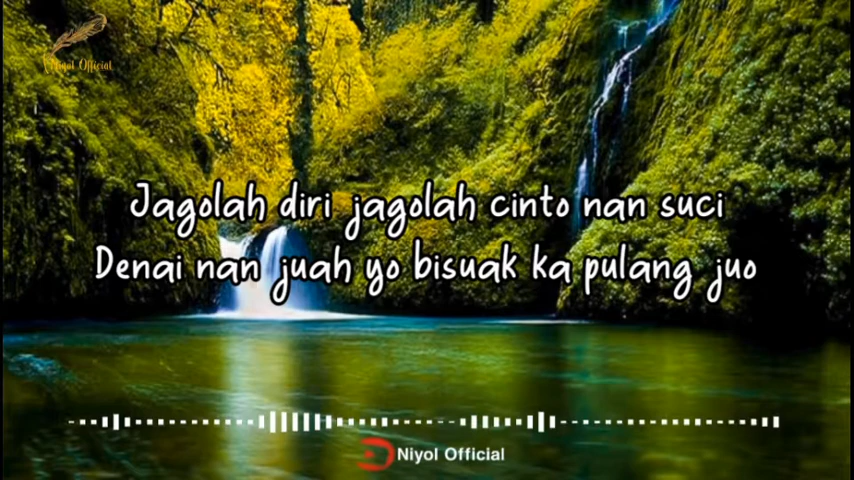 Niyol Official
Jagolah diri jagolah cinto nan suci
Denai nan juah yo bisuak ka pulang juo
Niyol Official